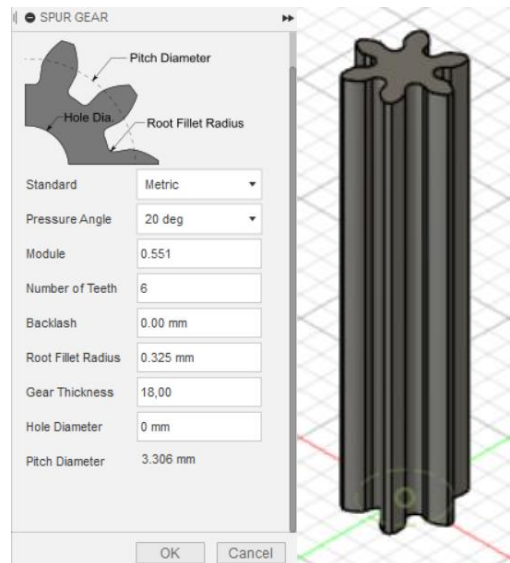 SPUR GEAR
Pitch Diameter
Hole Dia.
Root Fillet Radius
Standard Metric
Pressure Angle 20 deg
Module 0.551
Number of Teeth 6
Backlash 0.00 mm
Root Fillet Radius 0.325 mm
Gear Thickness 18,00
Hole Diameter 0 mm
Pitch Diameter 3.306 mm
OK Cancel